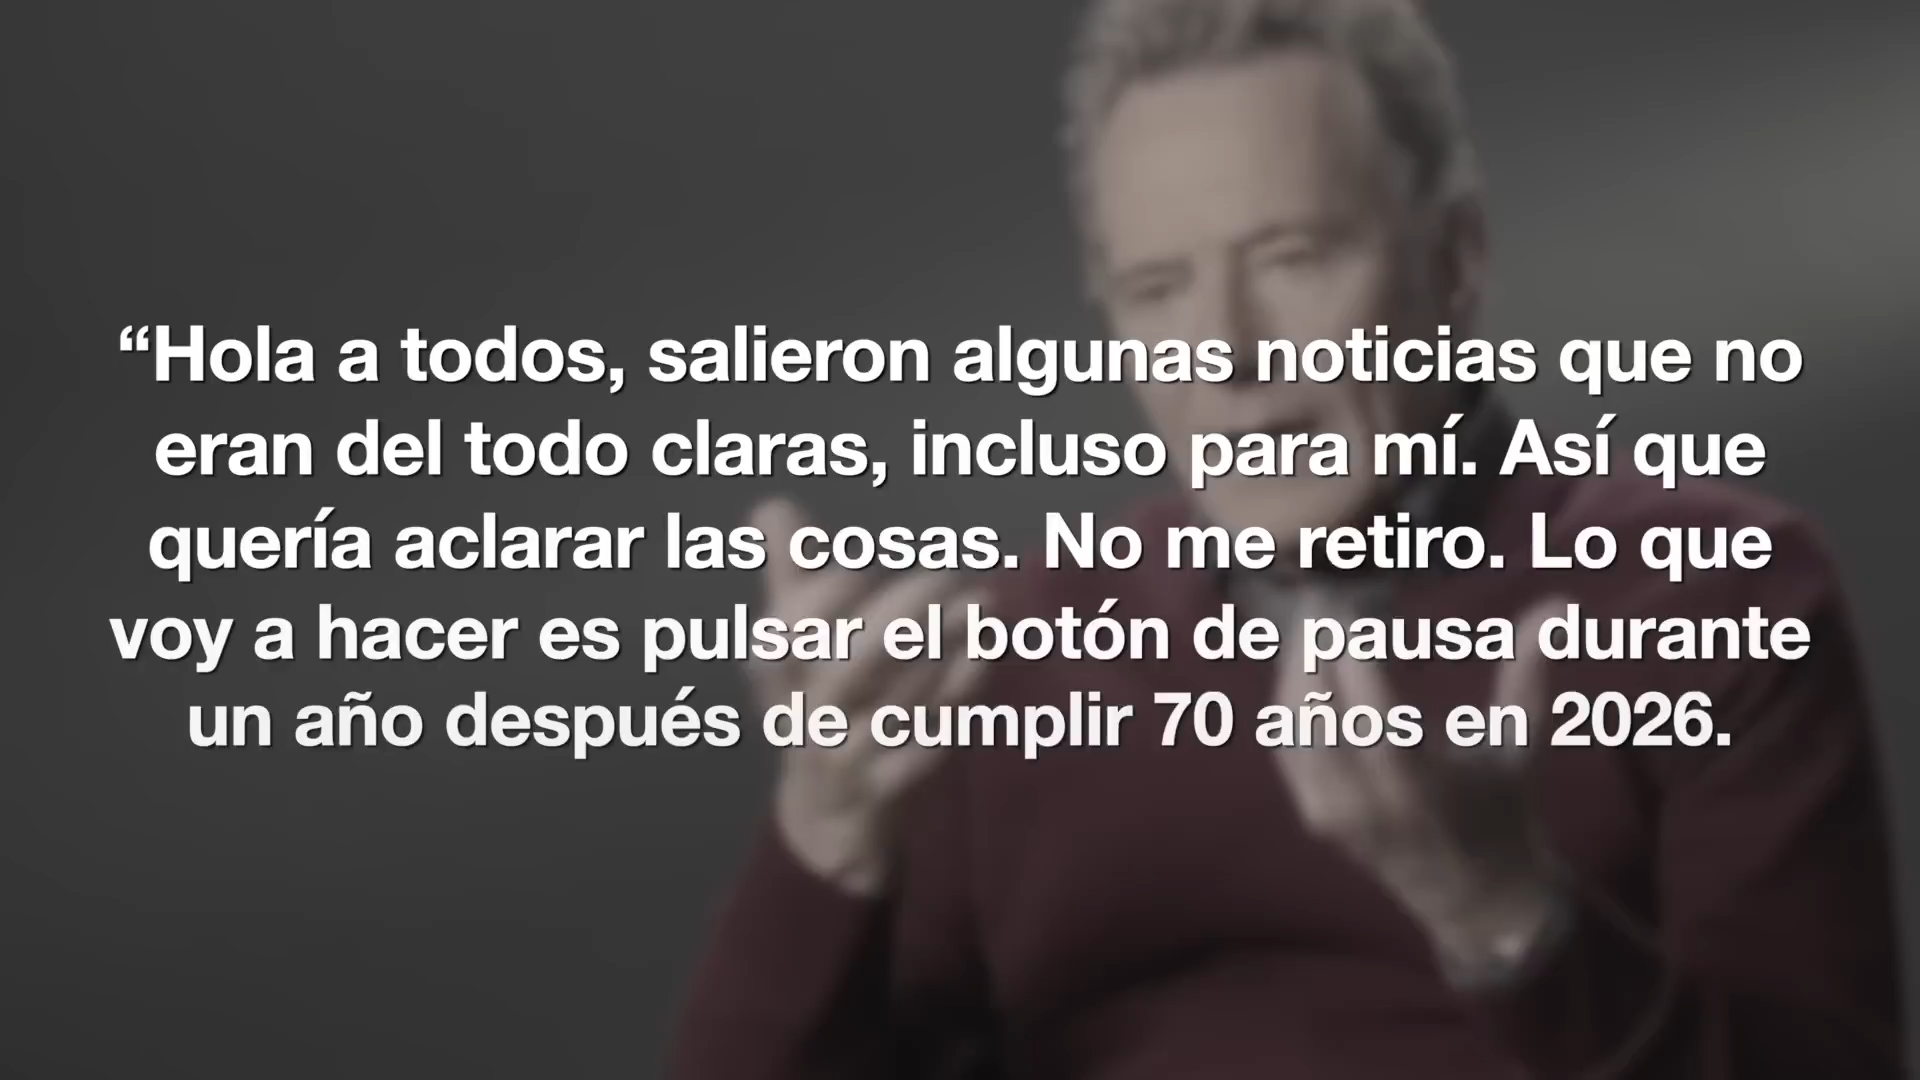 “Hola a todos, salieron algunas noticias que no
eran del todo claras, incluso para mí. Así que
quería aclarar las cosas. No me retiro. Lo que
voy a hacer es pulsar el botón de pausa durante
un año después de cumplir 70 años en 2026.